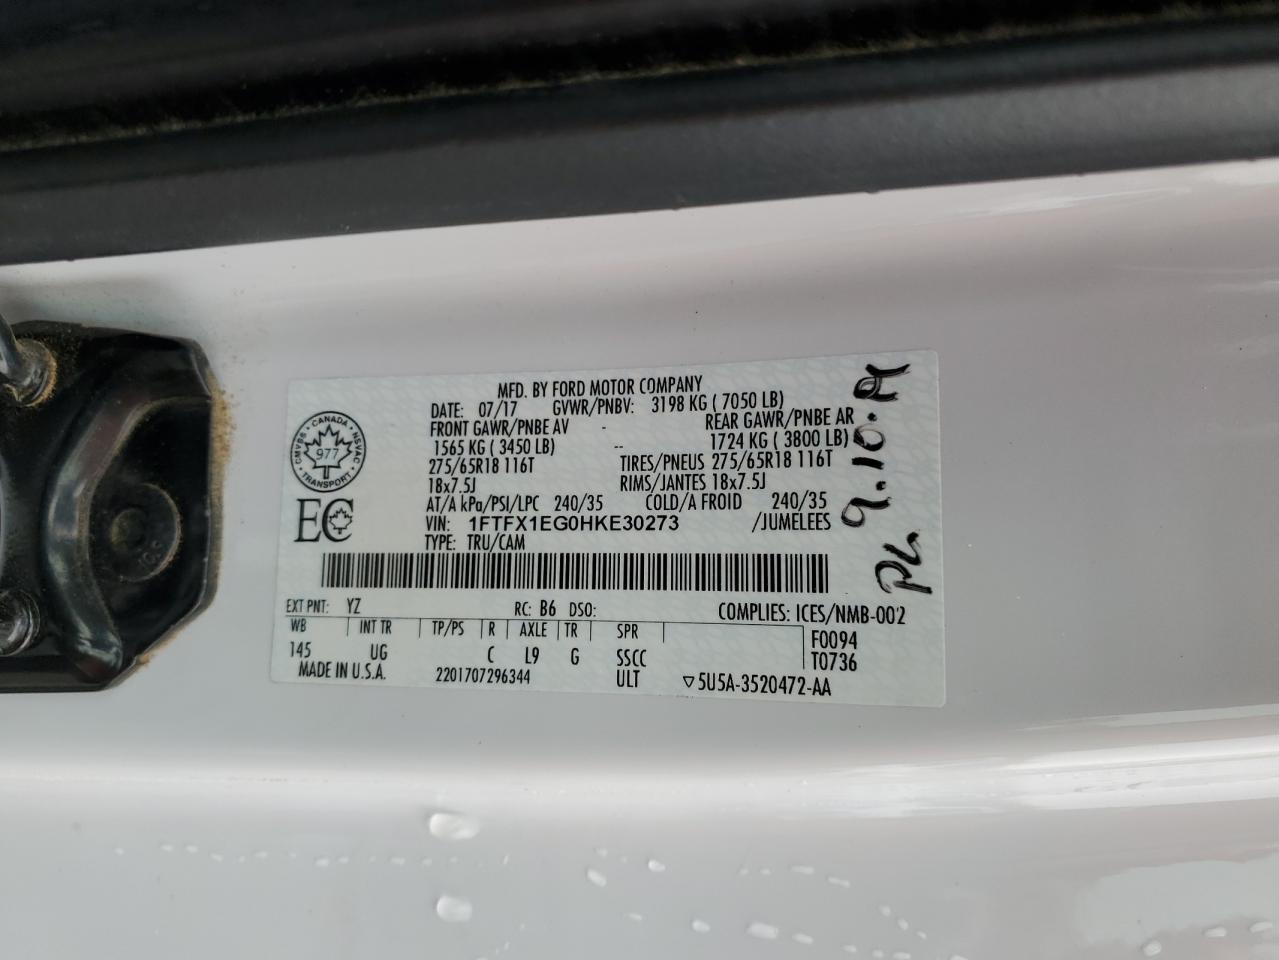 MFD. BY FORD MOTOR COMPANY
DATE: 07/17 GVWR/PNBV: 3198 KG ( 7050 LB)
FRONT GAWR/PNBE AV - REAR GAWR/PNBE AR
1565 KG ( 3450 LB) -- 1724 KG ( 3800 LB)
275/65R18 116T TIRES/PNEUS 275/65R18 116T
18x7.5J RIMS/JANTES 18x7.5J
AT/A kPa/PSI/LPC 240/35 COLD/A FROID 240/35
VIN: 1FTFX1EG0HKE30273 /JUMELEES
TYPE: TRU/CAM
CANADA
CMVSS 977 NSVAC
TRANSPORT
EC
EXT PNT: YZ RC: B6 DSO: COMPLIES: ICES/NMB-002
WB INT TR TP/PS R AXLE TR SPR F0094
145 UG C L9 G SSCC T0736
MADE IN U.S.A. 2201707296344 ULT ▽5U5A-3520472-AA